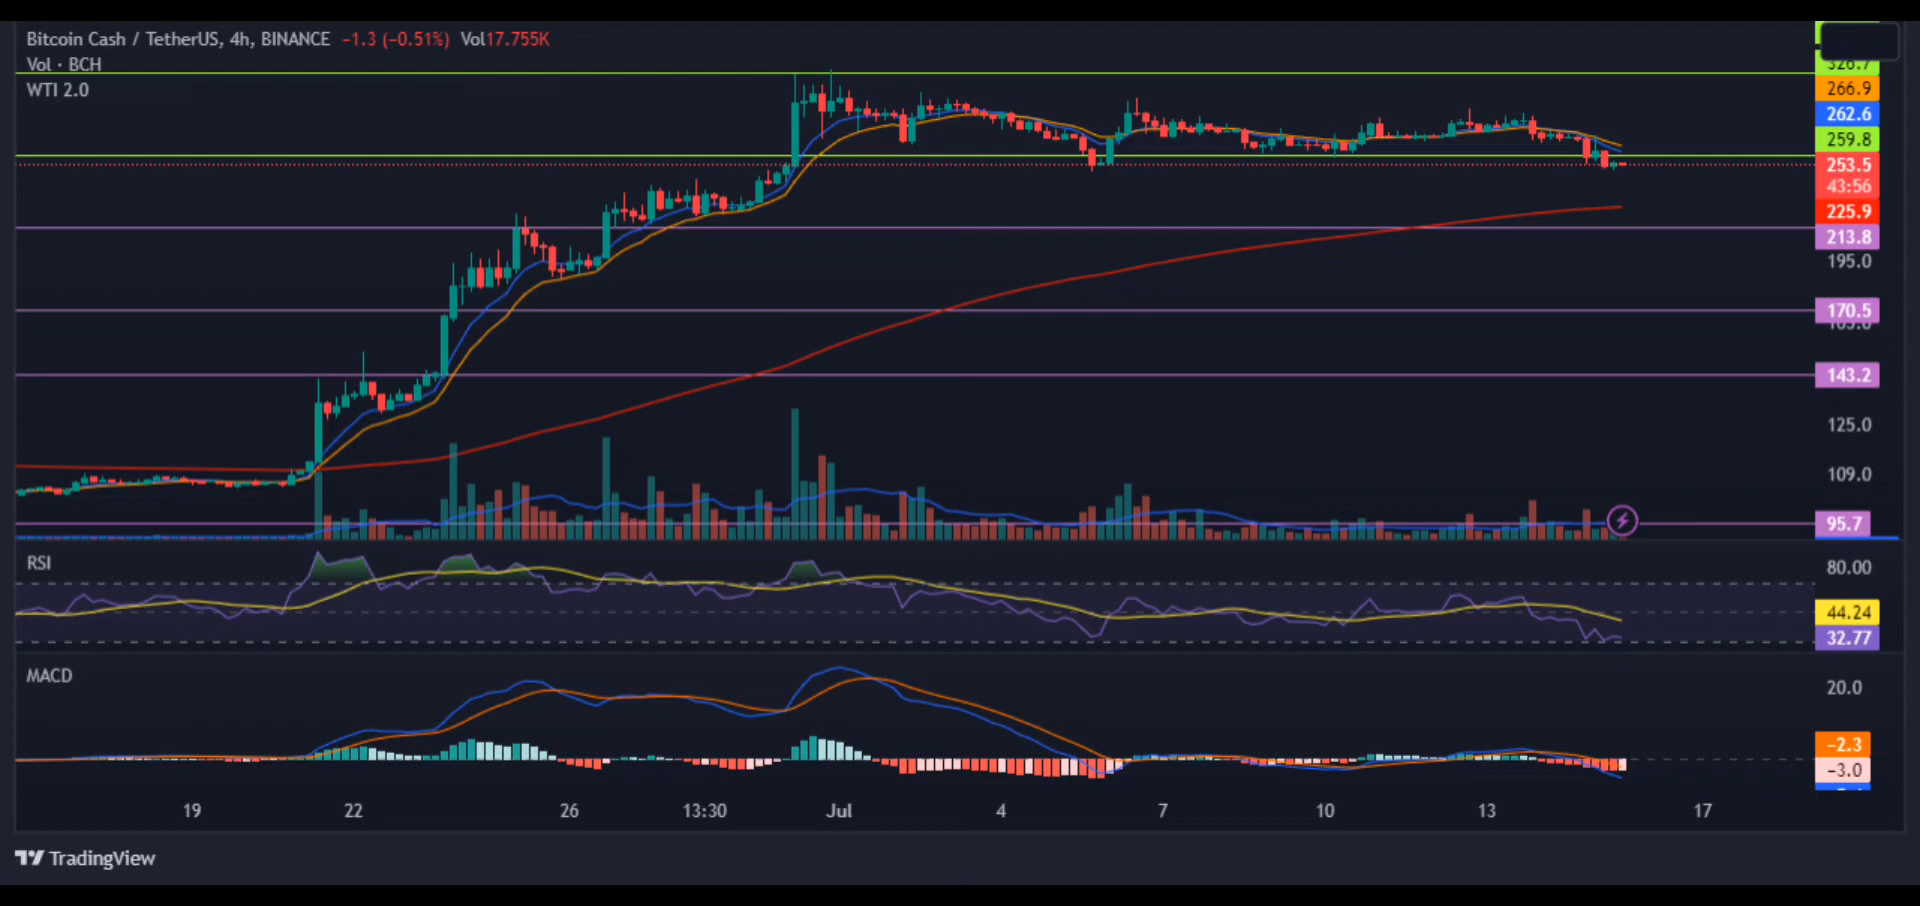 Bitcoin Cash / TetherUS, 4h, BINANCE −1.3 (−0.51%) Vol17.755K
Vol · BCH
WTI 2.0
328.7
266.9
262.6
259.8
253.5
43:56
225.9
213.8
195.0
170.5
143.2
125.0
109.0
95.7
RSI
80.00
44.24
32.77
MACD
20.0
−2.3
−3.0
19 22 26 13:30 Jul 4 7 10 13 17
TradingView